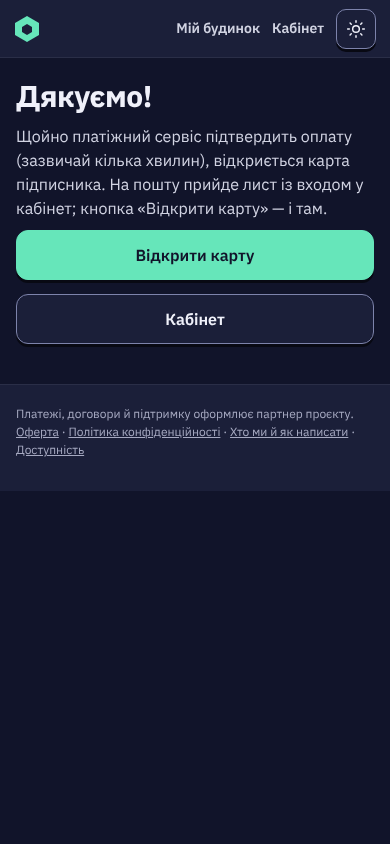 Мій будинок Кабінет
Дякуємо!
Щойно платіжний сервіс підтвердить оплату
(зазвичай кілька хвилин), відкриється карта
підписника. На пошту прийде лист із входом у
кабінет; кнопка «Відкрити карту» — і там.
Відкрити карту
Кабінет
Платежі, договори й підтримку оформлює партнер проєкту.
Оферта · Політика конфіденційності · Хто ми й як написати ·
Доступність